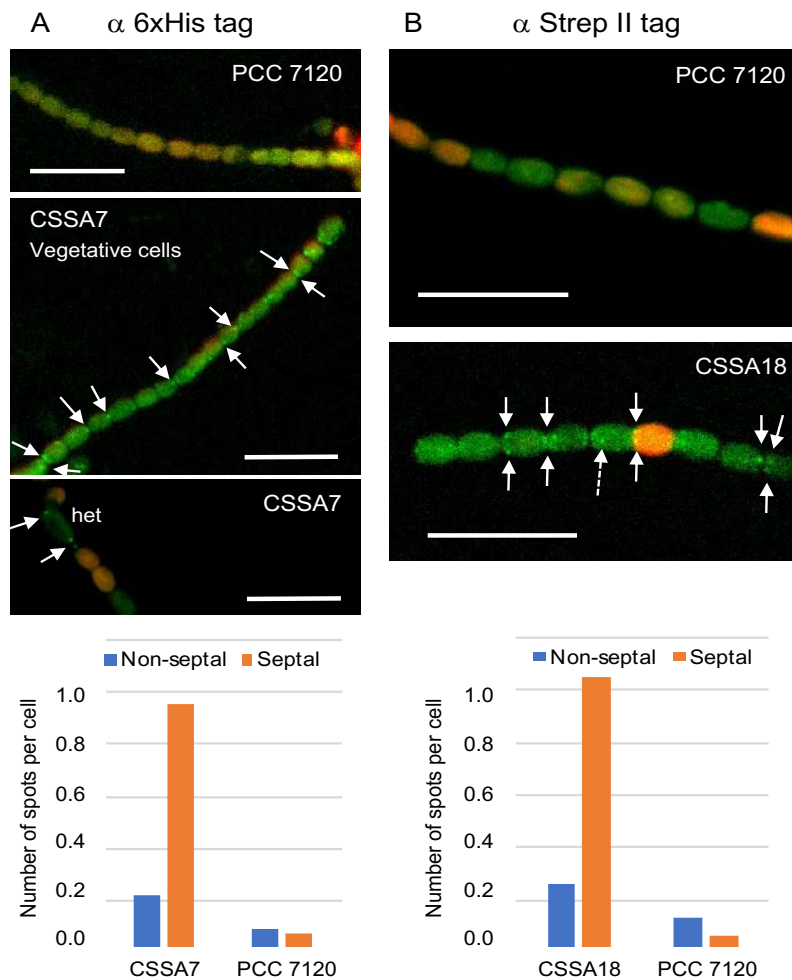 A α 6xHis tag
PCC 7120
CSSA7
Vegetative cells
CSSA7
het
Non-septal Septal
Number of spots per cell
1.0
0.8
0.6
0.4
0.2
0.0
CSSA7 PCC 7120
B α Strep II tag
PCC 7120
CSSA18
Non-septal Septal
Number of spots per cell
1.0
0.8
0.6
0.4
0.2
0.0
CSSA18 PCC 7120